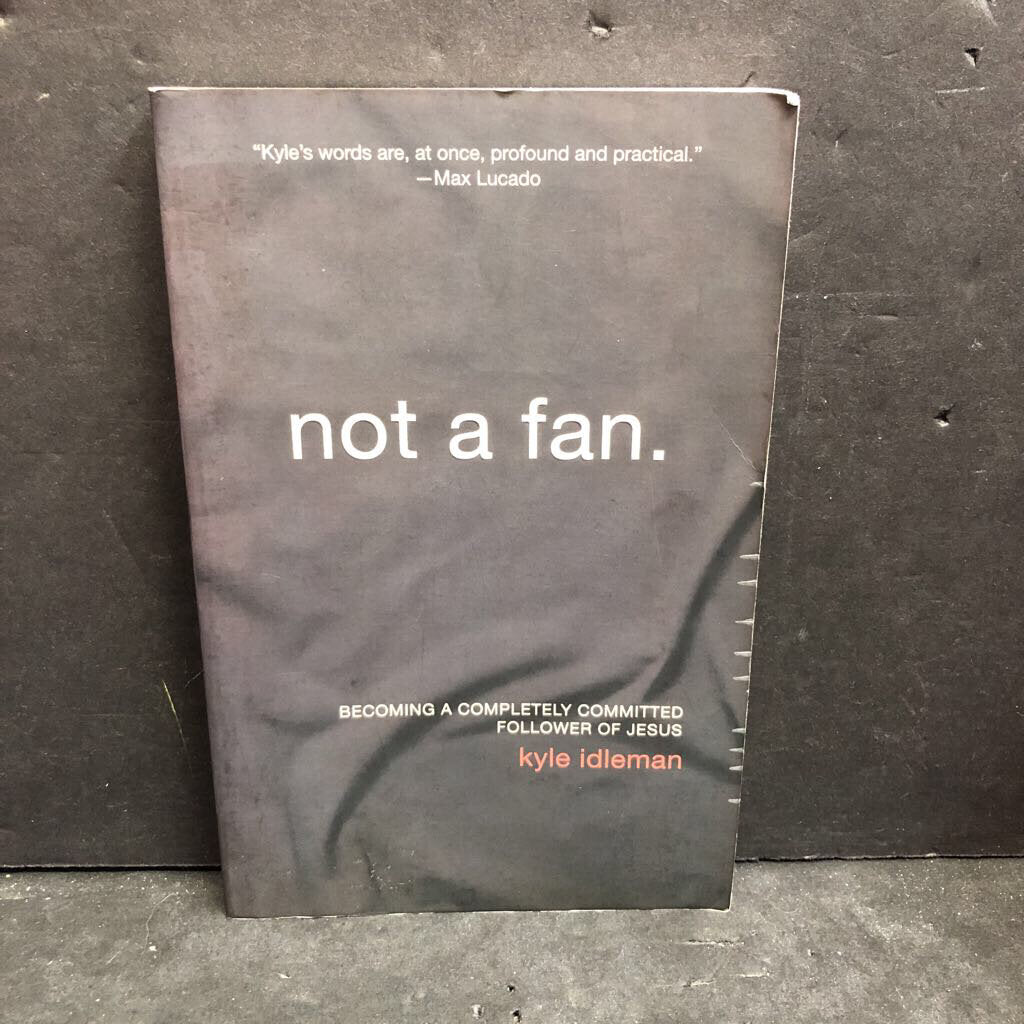 “Kyle’s words are, at once, profound and practical.”
—Max Lucado
not a fan.
BECOMING A COMPLETELY COMMITTED
FOLLOWER OF JESUS
kyle idleman